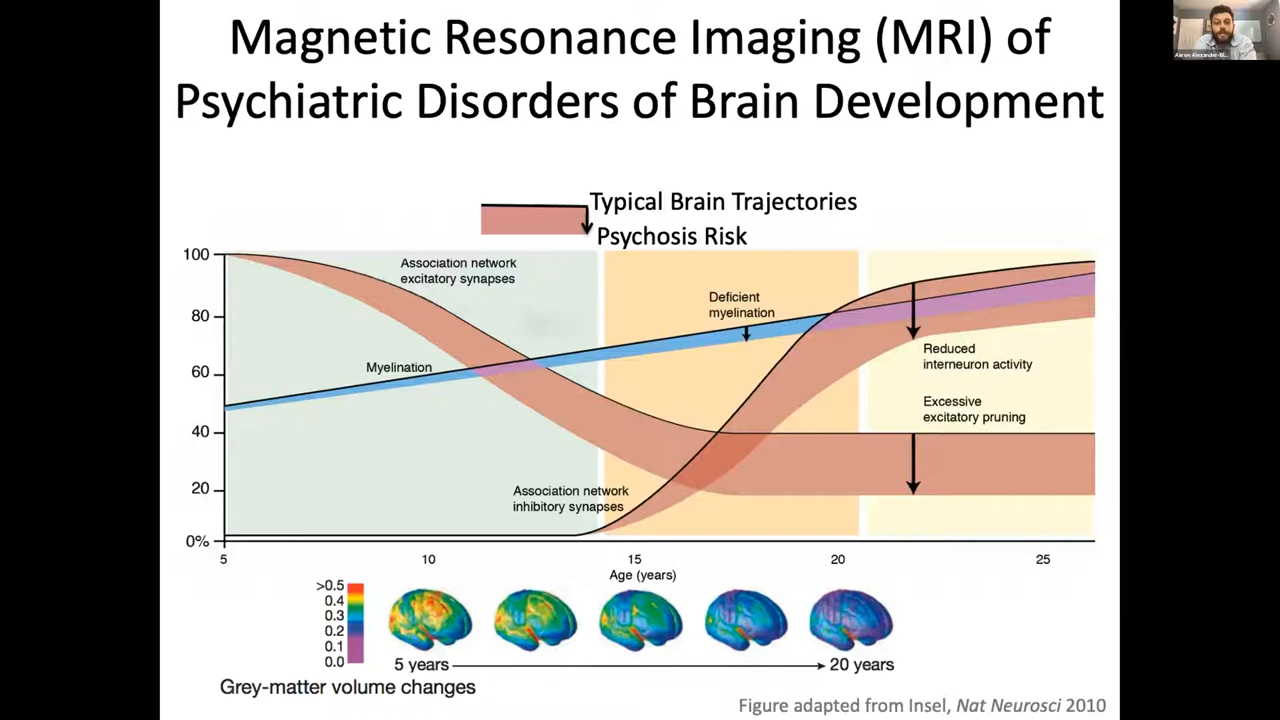 Magnetic Resonance Imaging (MRI) of
Psychiatric Disorders of Brain Development
Aaron Alexander-Bl...
Typical Brain Trajectories
Psychosis Risk
100
80
60
40
20
0%
Association network
excitatory synapses
Myelination
Deficient
myelination
Reduced
interneuron activity
Excessive
excitatory pruning
Association network
inhibitory synapses
5
10
15
20
25
Age (years)
>0.5
0.4
0.3
0.2
0.1
0.0
5 years
20 years
Grey-matter volume changes
Figure adapted from Insel, Nat Neurosci 2010